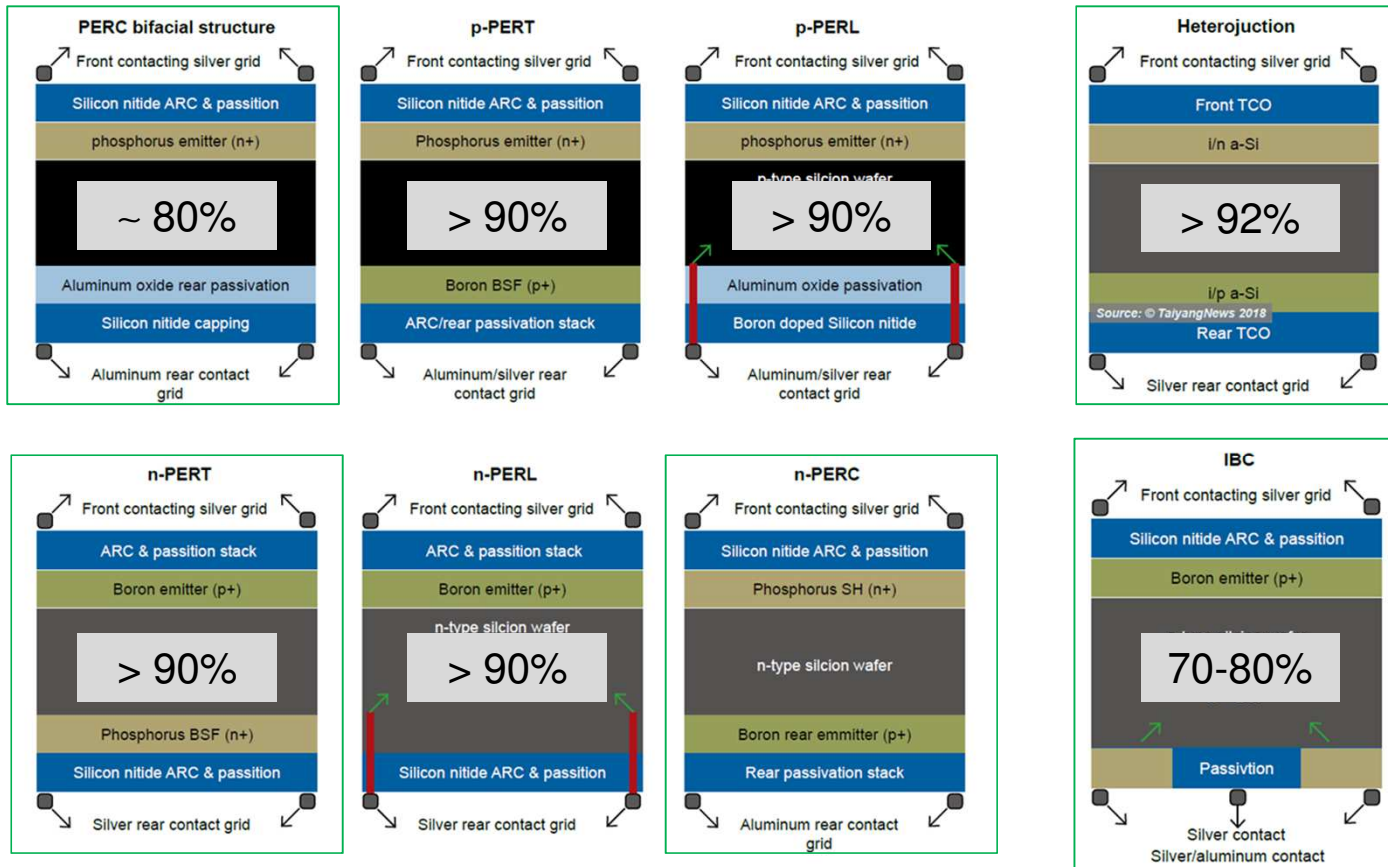 PERC bifacial structure
Front contacting silver grid
Silicon nitide ARC & passition
phosphorus emitter (n+)
~ 80%
Aluminum oxide rear passivation
Silicon nitide capping
Aluminum rear contact
grid
p-PERT
Front contacting silver grid
Silicon nitide ARC & passition
Phosphorus emitter (n+)
> 90%
Boron BSF (p+)
ARC/rear passivation stack
Aluminum/silver rear
contact grid
p-PERL
Front contacting silver grid
Silicon nitide ARC & passition
phosphorus emitter (n+)
p-type silcion wafer
> 90%
Aluminum oxide passivation
Boron doped Silicon nitide
Aluminum/silver rear
contact grid
Heterojuction
Front contacting silver grid
Front TCO
i/n a-Si
> 92%
i/p a-Si
Source: © TaiyangNews 2018
Rear TCO
Silver rear contact grid
n-PERT
Front contacting silver grid
ARC & passition stack
Boron emitter (p+)
> 90%
Phosphorus BSF (n+)
Silicon nitide ARC & passition
Silver rear contact grid
n-PERL
Front contacting silver grid
ARC & passition stack
Boron emitter (p+)
n-type silcion wafer
> 90%
Silicon nitide ARC & passition
Silver rear contact grid
n-PERC
Front contacting silver grid
Silicon nitide ARC & passition
Phosphorus SH (n+)
n-type silcion wafer
Boron rear emmitter (p+)
Rear passivation stack
Aluminum rear contact
grid
IBC
Front contacting silver grid
Silicon nitide ARC & passition
Boron emitter (p+)
70-80%
Passivtion
Silver contact
Silver/aluminum contact